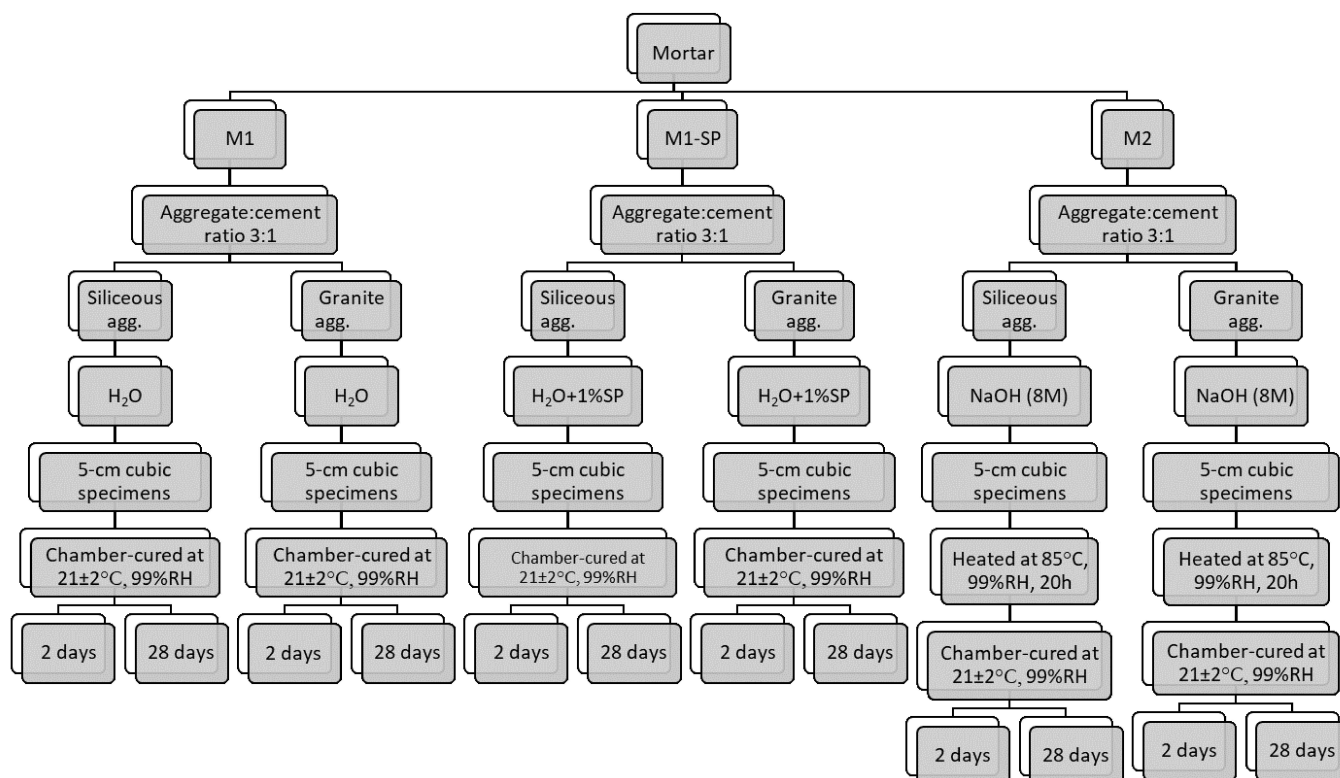 Mortar
M1
M1-SP
M2
Aggregate:cement
ratio 3:1
Aggregate:cement
ratio 3:1
Aggregate:cement
ratio 3:1
Siliceous
agg.
Granite
agg.
Siliceous
agg.
Granite
agg.
Siliceous
agg.
Granite
agg.
H₂O
H₂O
H₂O+1%SP
H₂O+1%SP
NaOH (8M)
NaOH (8M)
5-cm cubic
specimens
5-cm cubic
specimens
5-cm cubic
specimens
5-cm cubic
specimens
5-cm cubic
specimens
5-cm cubic
specimens
Chamber-cured at
21±2°C, 99%RH
Chamber-cured at
21±2°C, 99%RH
Chamber-cured at
21±2°C, 99%RH
Chamber-cured at
21±2°C, 99%RH
Heated at 85°C,
99%RH, 20h
Heated at 85°C,
99%RH, 20h
2 days
28 days
2 days
28 days
2 days
28 days
2 days
28 days
Chamber-cured at
21±2°C, 99%RH
Chamber-cured at
21±2°C, 99%RH
2 days
28 days
2 days
28 days